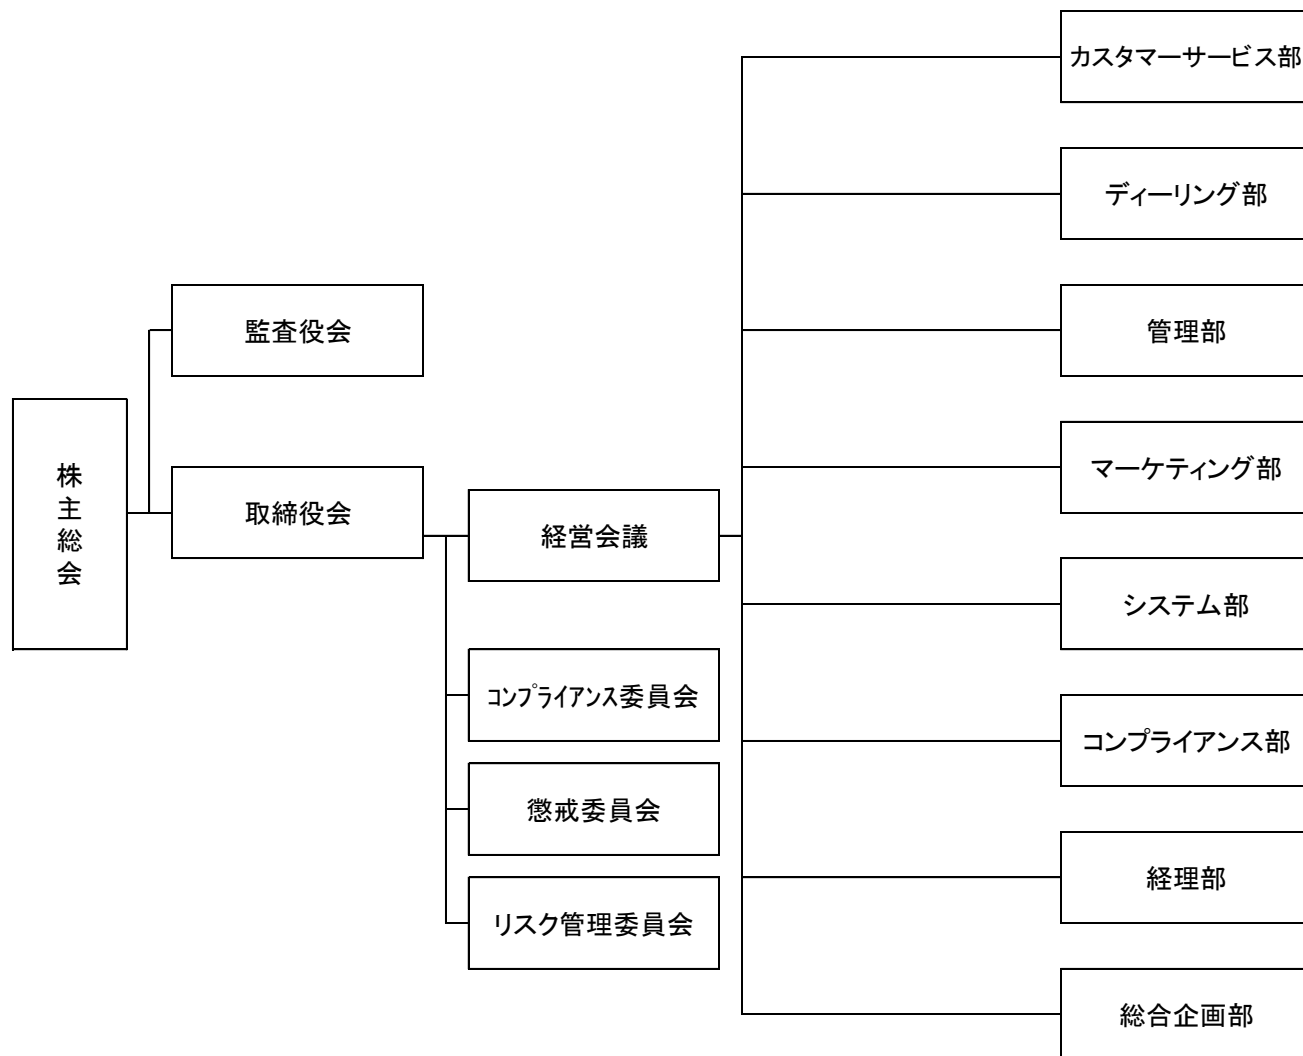 株主総会
監査役会
取締役会
経営会議
コンプライアンス委員会
懲戒委員会
リスク管理委員会
カスタマーサービス部
ディーリング部
管理部
マーケティング部
システム部
コンプライアンス部
経理部
総合企画部